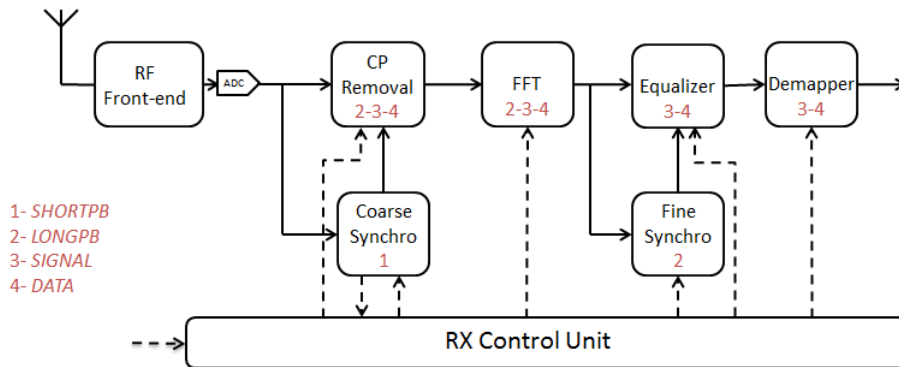 RF
Front-end
ADC
CP
Removal
2-3-4
FFT
2-3-4
Equalizer
3-4
Demapper
3-4
1- SHORTPB
2- LONGPB
3- SIGNAL
4- DATA
Coarse
Synchro
1
Fine
Synchro
2
RX Control Unit